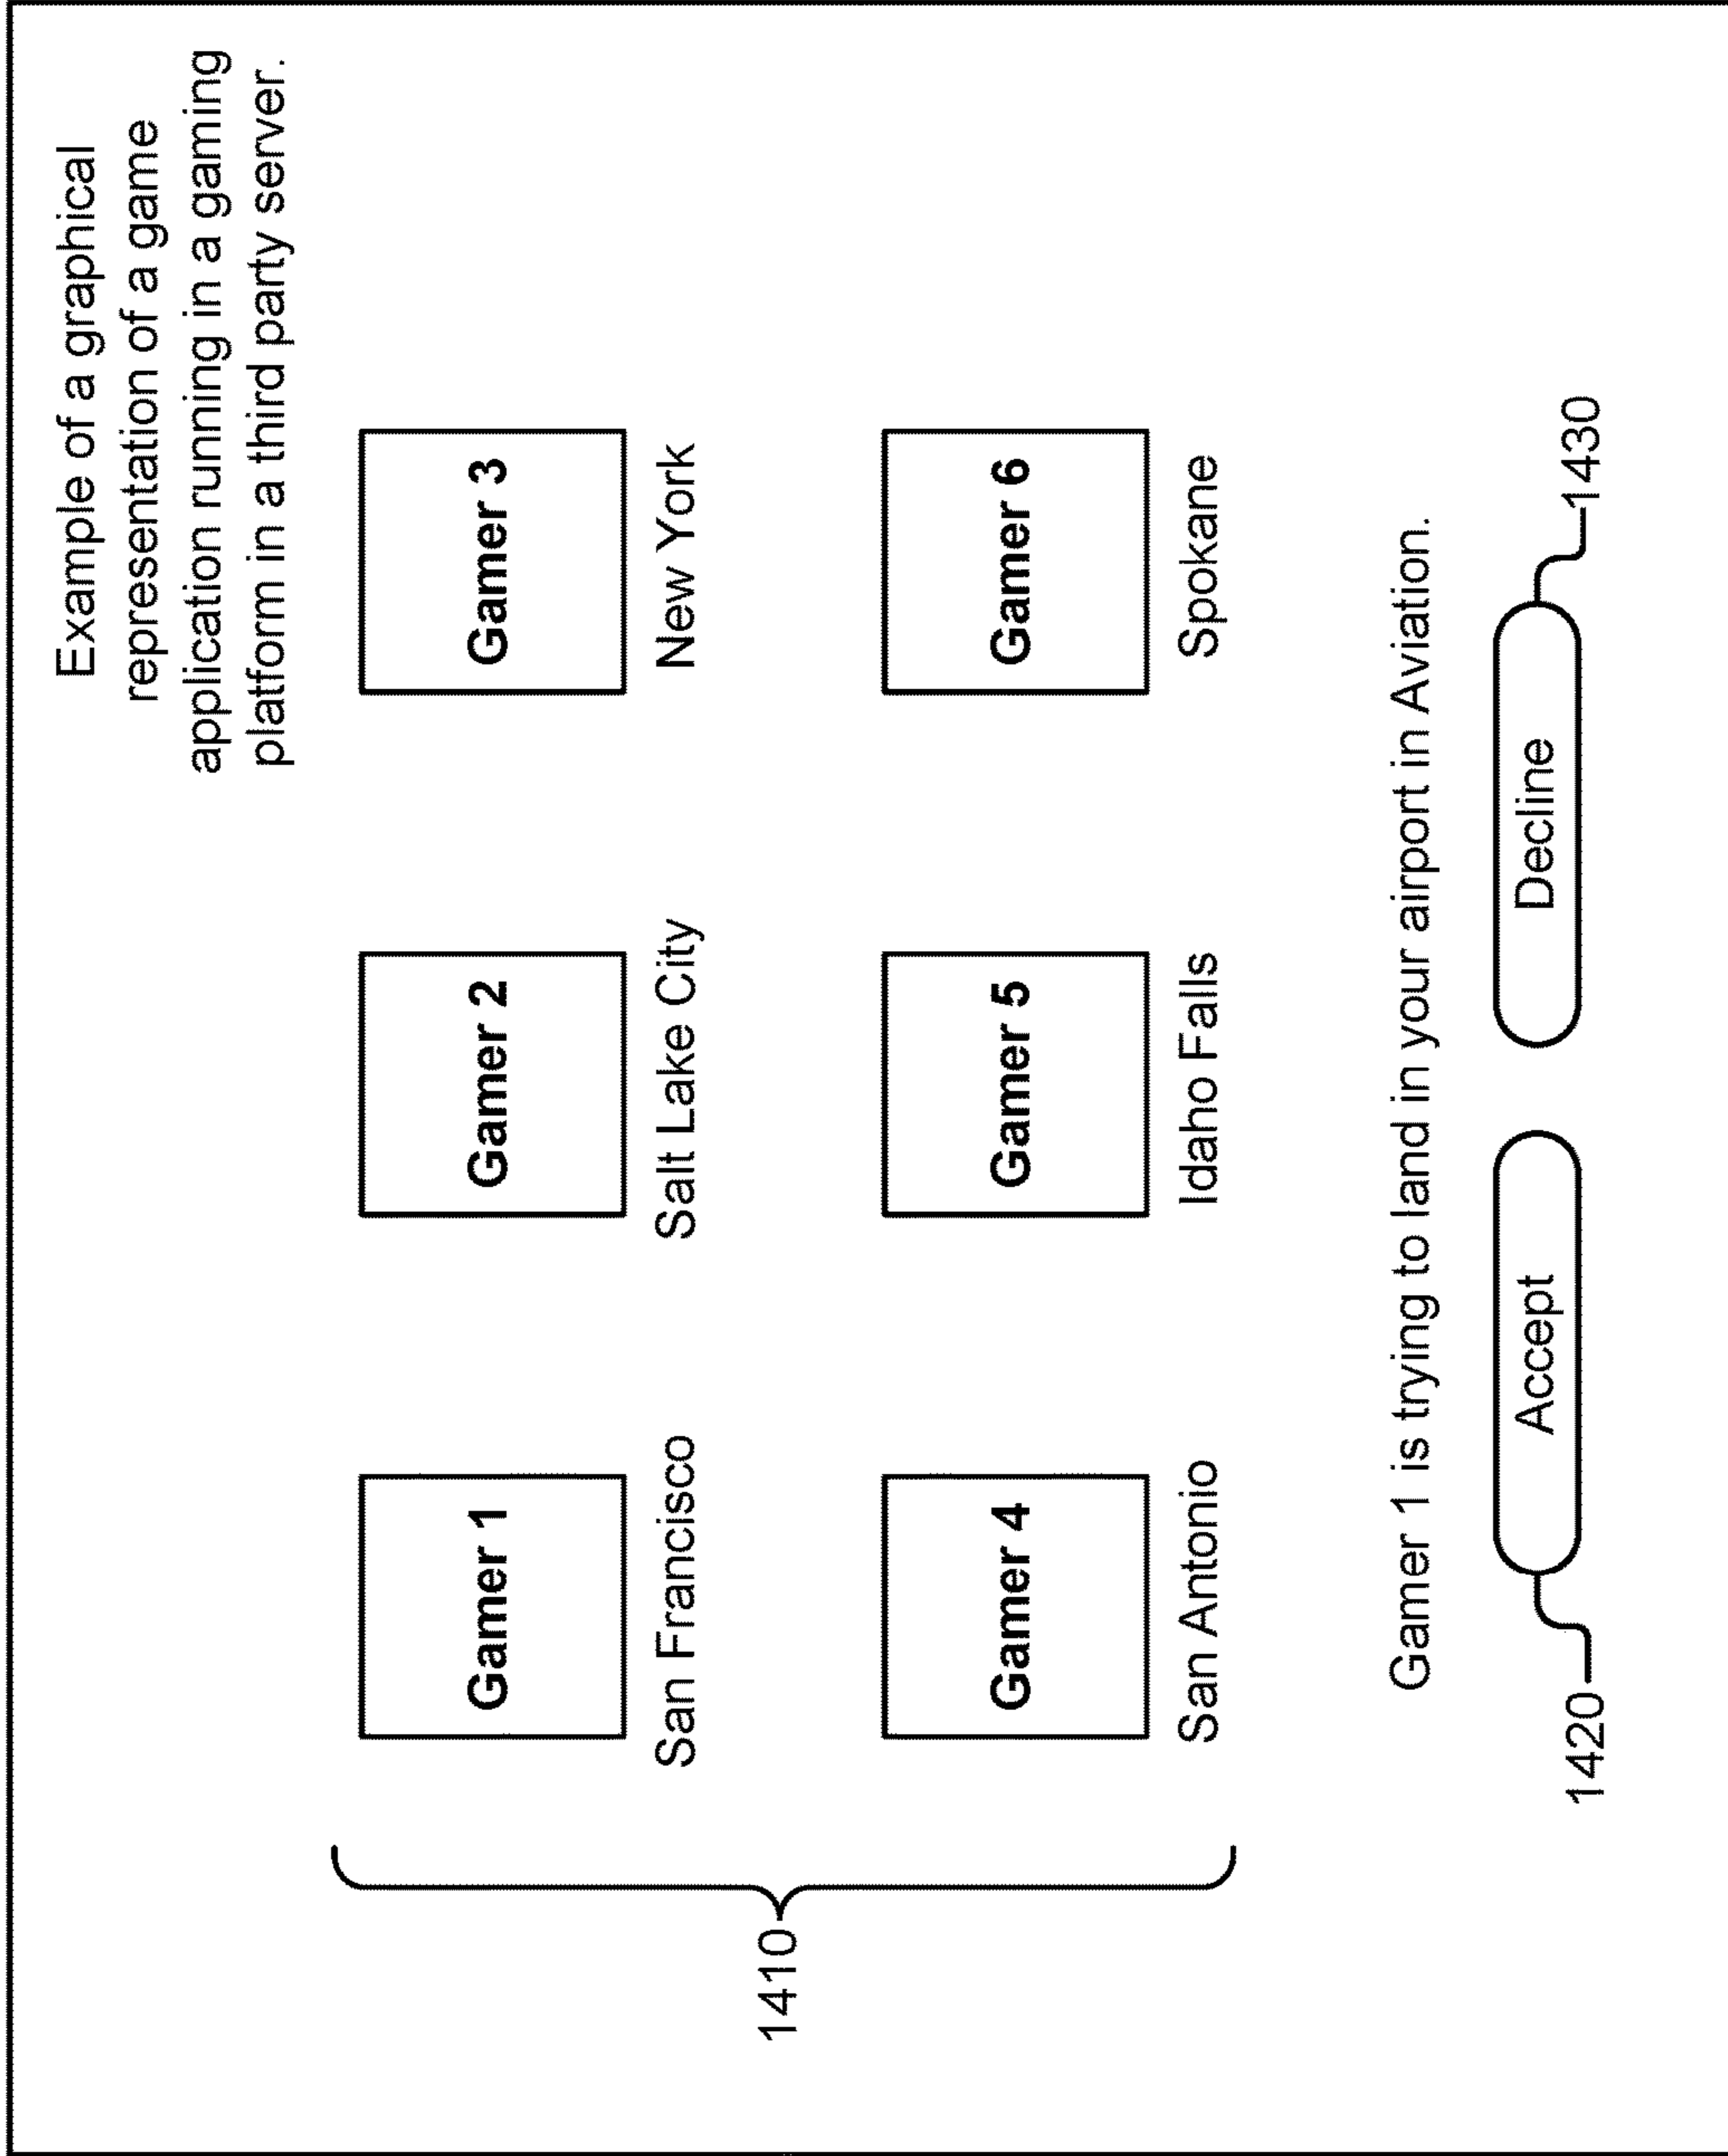 Example of a graphical
representation of a game
application running in a gaming
platform in a third party server.
Gamer 1
Gamer 2
Gamer 3
San Francisco
Salt Lake City
New York
1410
Gamer 4
Gamer 5
Gamer 6
San Antonio
Idaho Falls
Spokane
Gamer 1 is trying to land in your airport in Aviation.
Accept
Decline
1420
1430